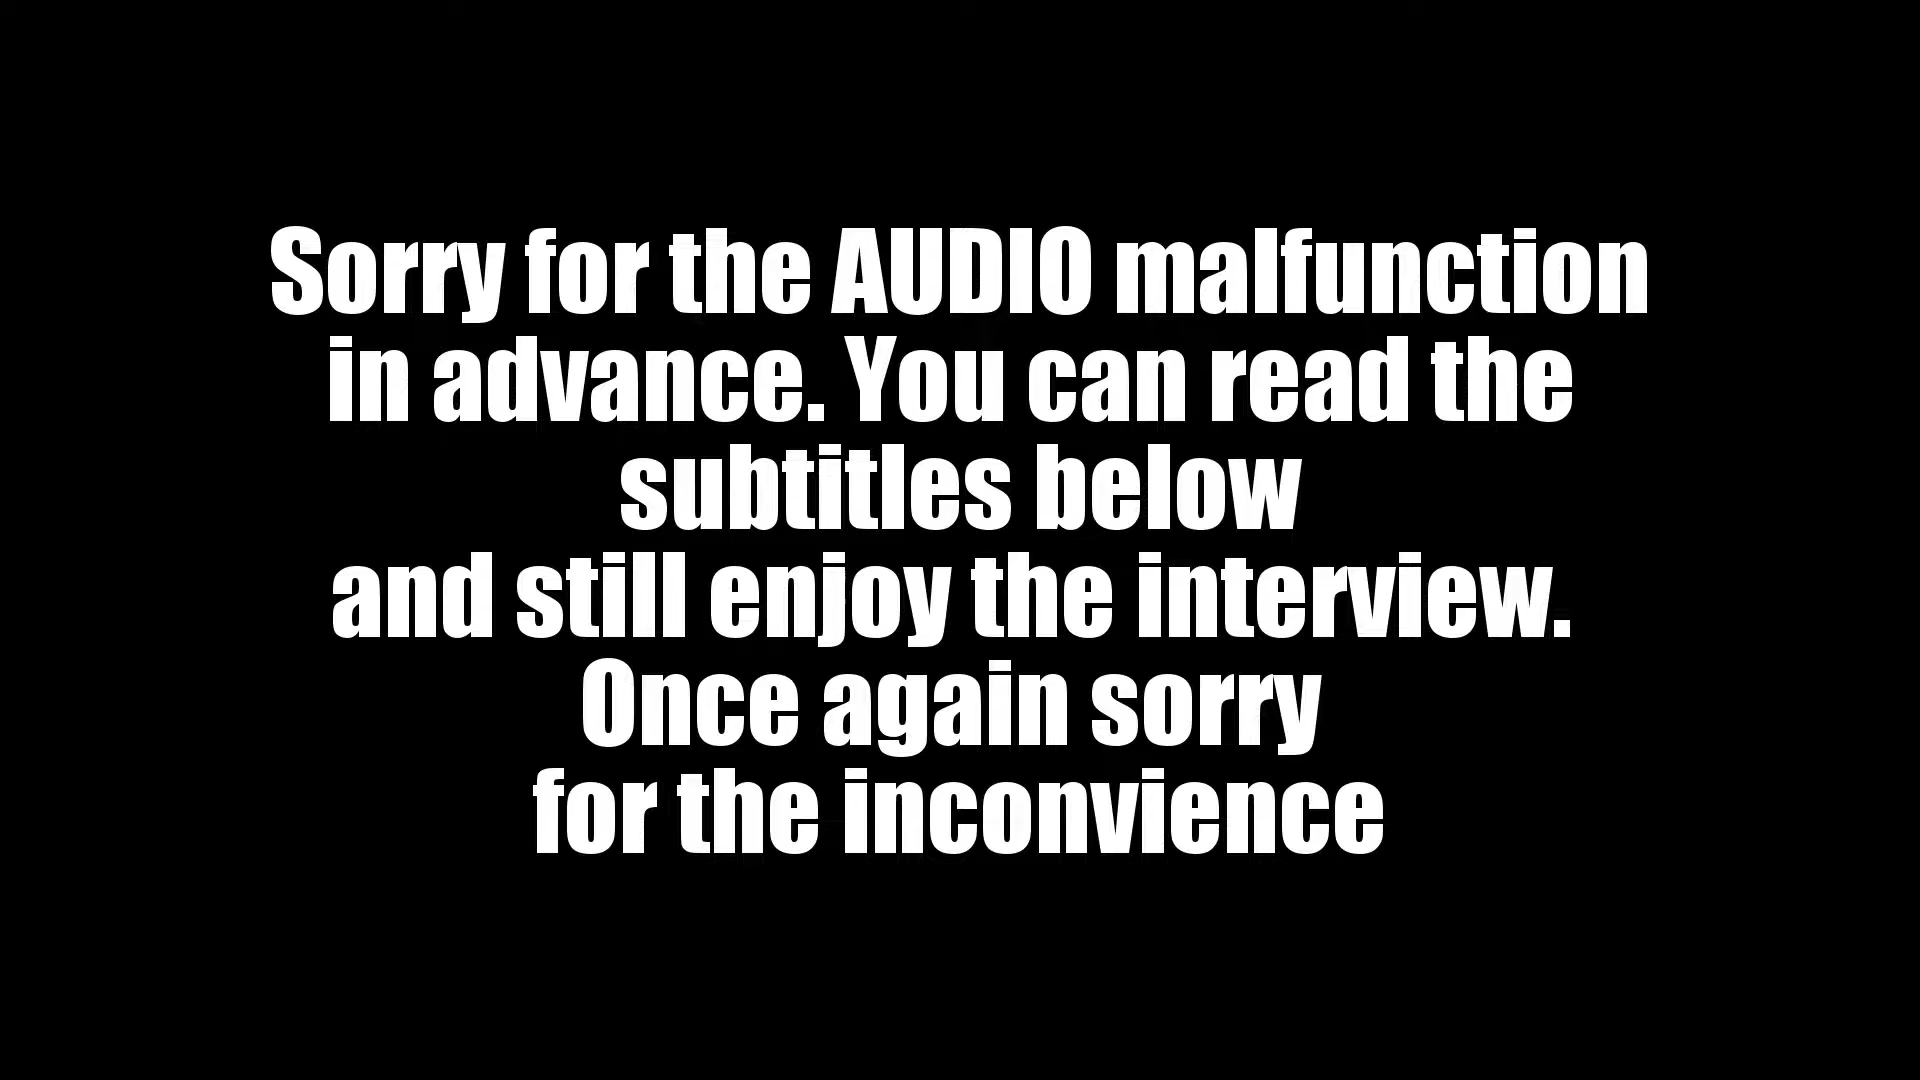 Sorry for the AUDIO malfunction
in advance. You can read the
subtitles below
and still enjoy the interview.
Once again sorry
for the inconvience